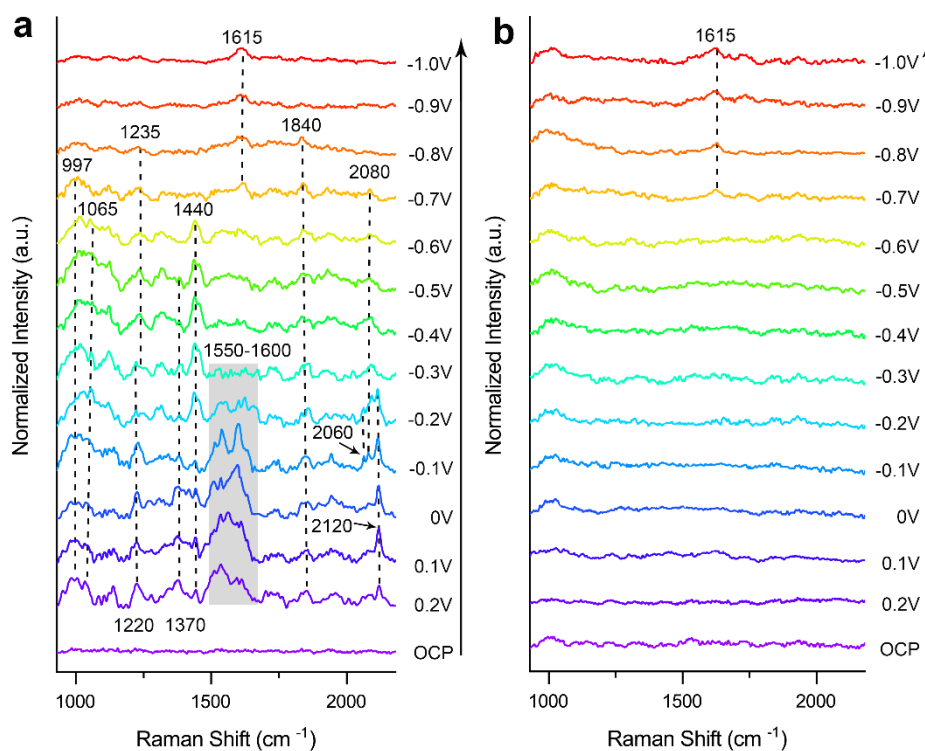 a
b
1615
1615
-1.0V
-1.0V
-0.9V
-0.9V
1235
1840
-0.8V
-0.8V
997
2080
1065
1440
-0.7V
-0.7V
-0.6V
-0.6V
-0.5V
-0.5V
-0.4V
-0.4V
1550-1600
-0.3V
-0.3V
-0.2V
-0.2V
2060
-0.1V
-0.1V
0V
0V
2120
0.1V
0.1V
0.2V
0.2V
1220
1370
OCP
OCP
Normalized Intensity (a.u.)
Normalized Intensity (a.u.)
1000
1500
2000
1000
1500
2000
Raman Shift (cm -1)
Raman Shift (cm -1)